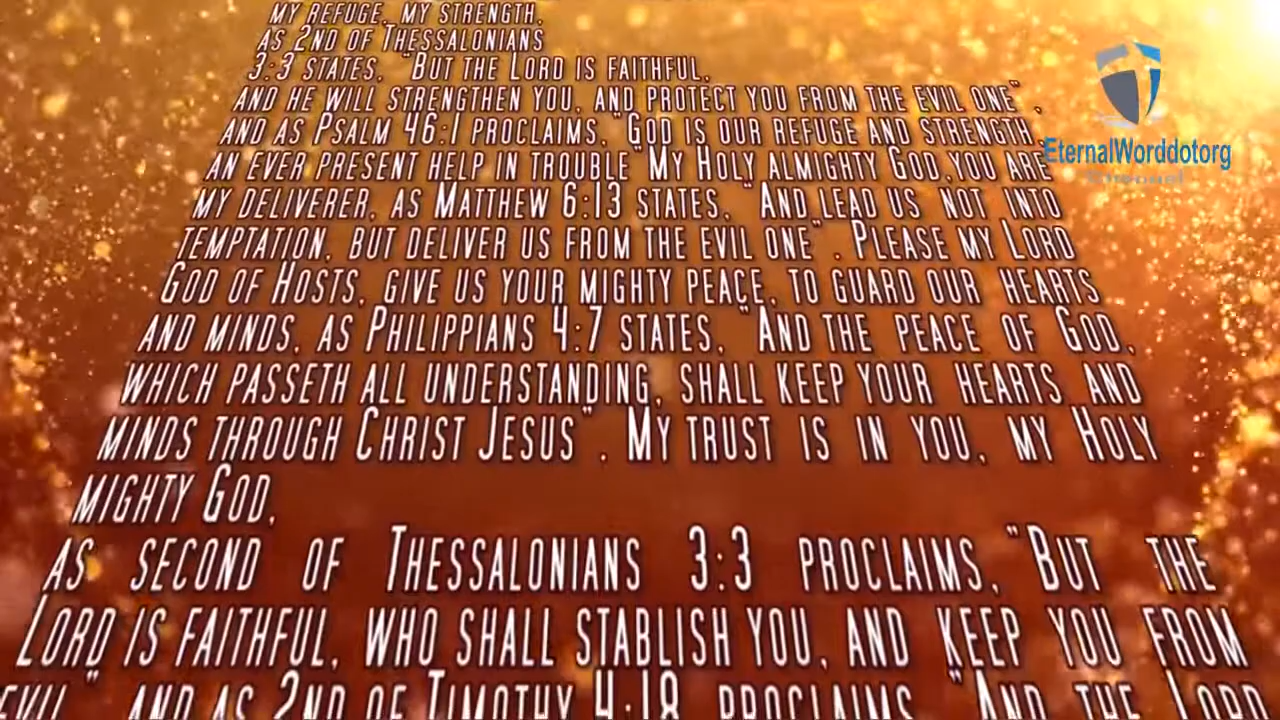 My refuge, my strength,
as 2nd of Thessalonians
3:3 states, "But the Lord is faithful,
and he will strengthen you, and protect you from the evil one" ,
and as Psalm 46:1 proclaims, "God is our refuge and strength,
an ever present help in trouble "My Holy almighty God,you are
my deliverer, as Matthew 6:13 states, "And lead us not into
temptation, but deliver us from the evil one" . Please my Lord
God of Hosts, give us your mighty peace, to guard our hearts
and minds, as Philippians 4:7 states, "And the peace of God,
which passeth all understanding, shall keep your hearts and
minds through Christ Jesus" . My trust is in you, my Holy
mighty God,
as second of Thessalonians 3:3 proclaims, "But the
Lord is faithful, who shall stablish you, and keep you from
evil," and as 2nd of Timothy 4:18 proclaims, "And the Lord
EternalWorddotorg
Channel